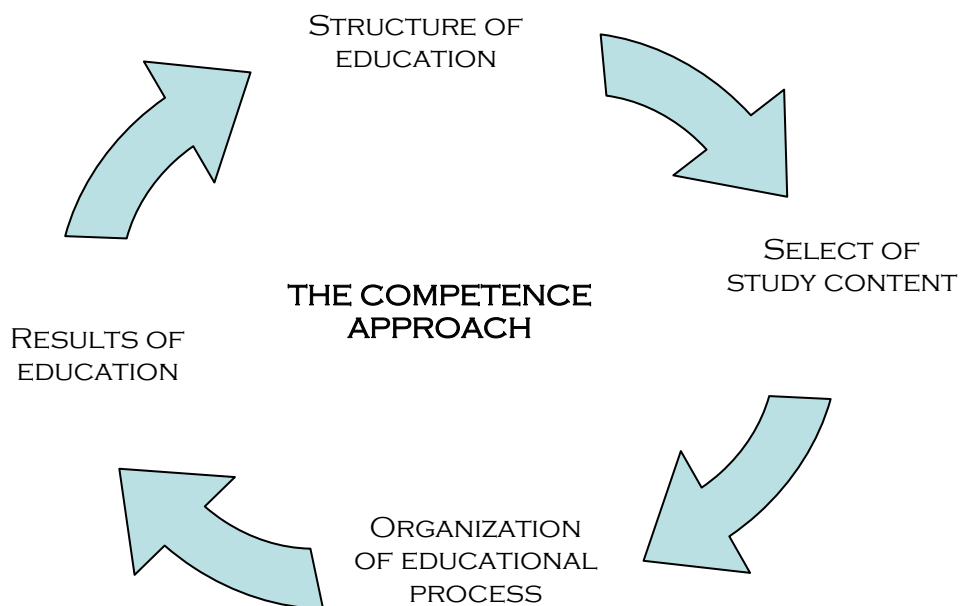 STRUCTURE OF
EDUCATION
SELECT OF
STUDY CONTENT
THE COMPETENCE
APPROACH
RESULTS OF
EDUCATION
ORGANIZATION
OF EDUCATIONAL
PROCESS